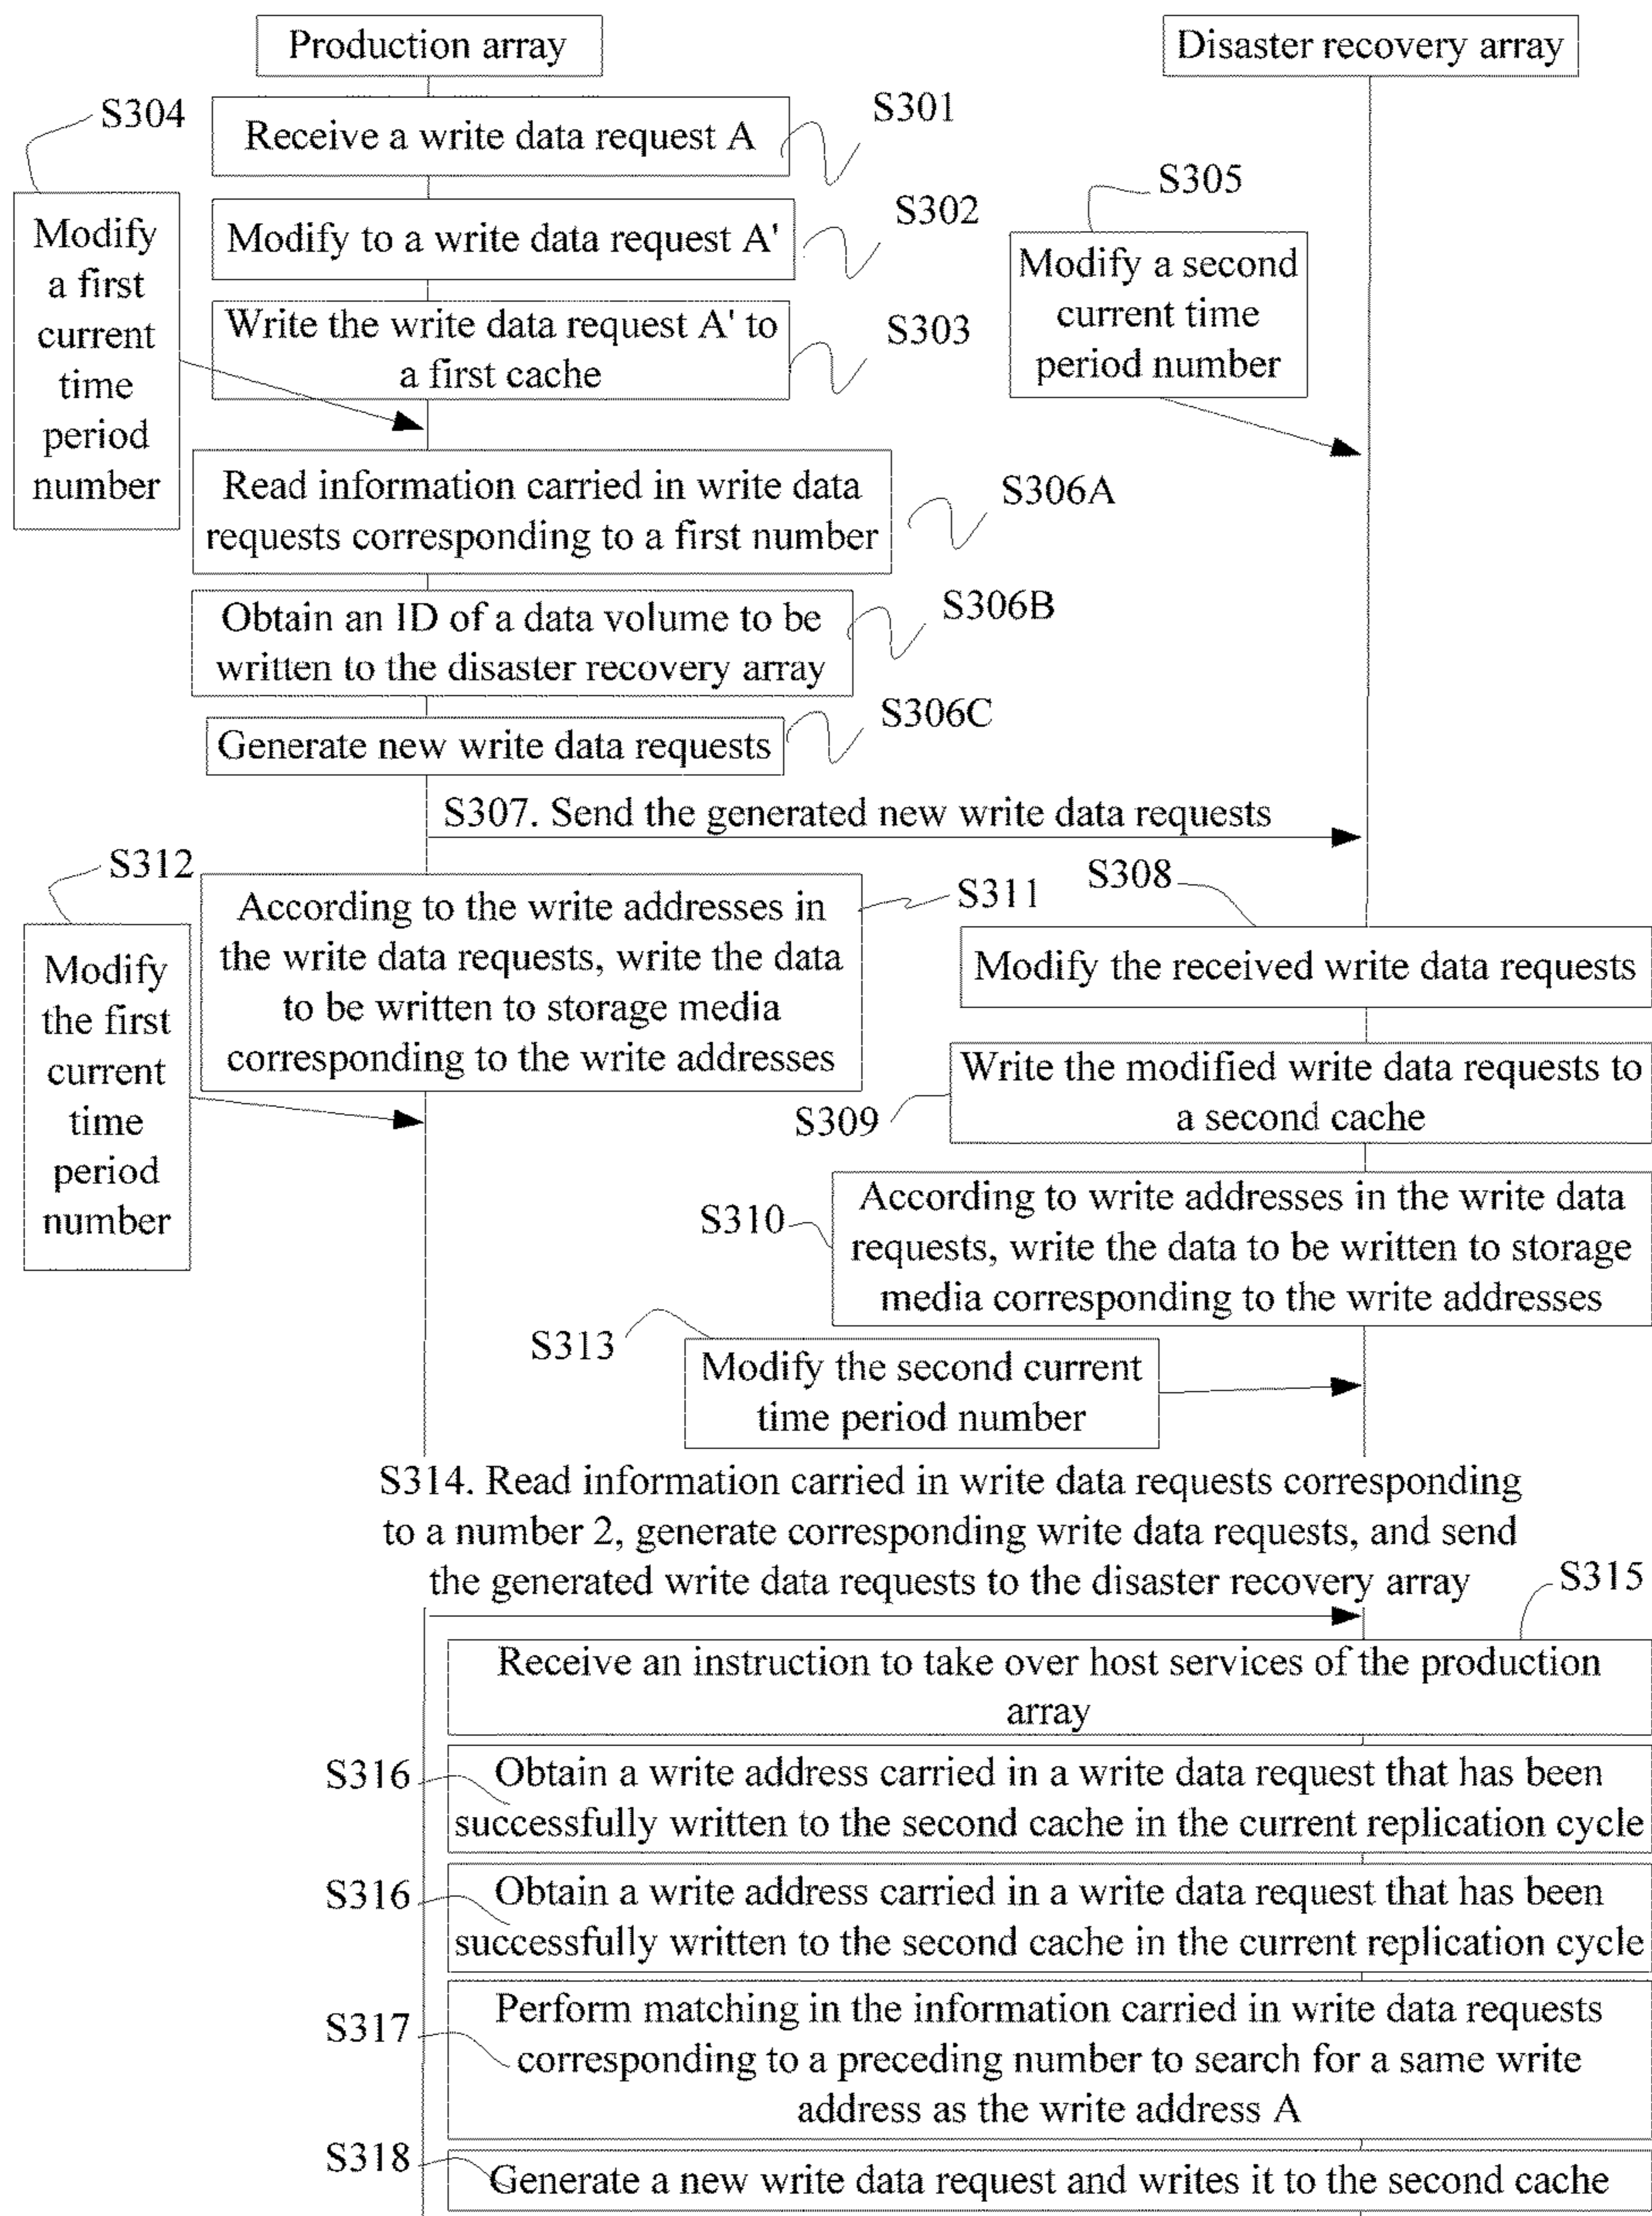 Production array
Disaster recovery array
S304
Receive a write data request A
S301
S305
Modify
a first
current
time
period
number
Modify to a write data request A'
S302
Modify a second
current time
period number
Write the write data request A' to
a first cache
S303
Read information carried in write data
requests corresponding to a first number
S306A
Obtain an ID of a data volume to be
written to the disaster recovery array
S306B
Generate new write data requests
S306C
S307. Send the generated new write data requests
S312
According to the write addresses in
the write data requests, write the data
to be written to storage media
corresponding to the write addresses
S311
S308
Modify
the first
current
time
period
number
Modify the received write data requests
Write the modified write data requests to
a second cache
S309
According to write addresses in the write data
requests, write the data to be written to storage
media corresponding to the write addresses
S310
S313
Modify the second current
time period number
S314. Read information carried in write data requests corresponding
to a number 2, generate corresponding write data requests, and send
the generated write data requests to the disaster recovery array
S315
Receive an instruction to take over host services of the production
array
S316
Obtain a write address carried in a write data request that has been
successfully written to the second cache in the current replication cycle
S316
Obtain a write address carried in a write data request that has been
successfully written to the second cache in the current replication cycle
S317
Perform matching in the information carried in write data requests
corresponding to a preceding number to search for a same write
address as the write address A
S318
Generate a new write data request and writes it to the second cache